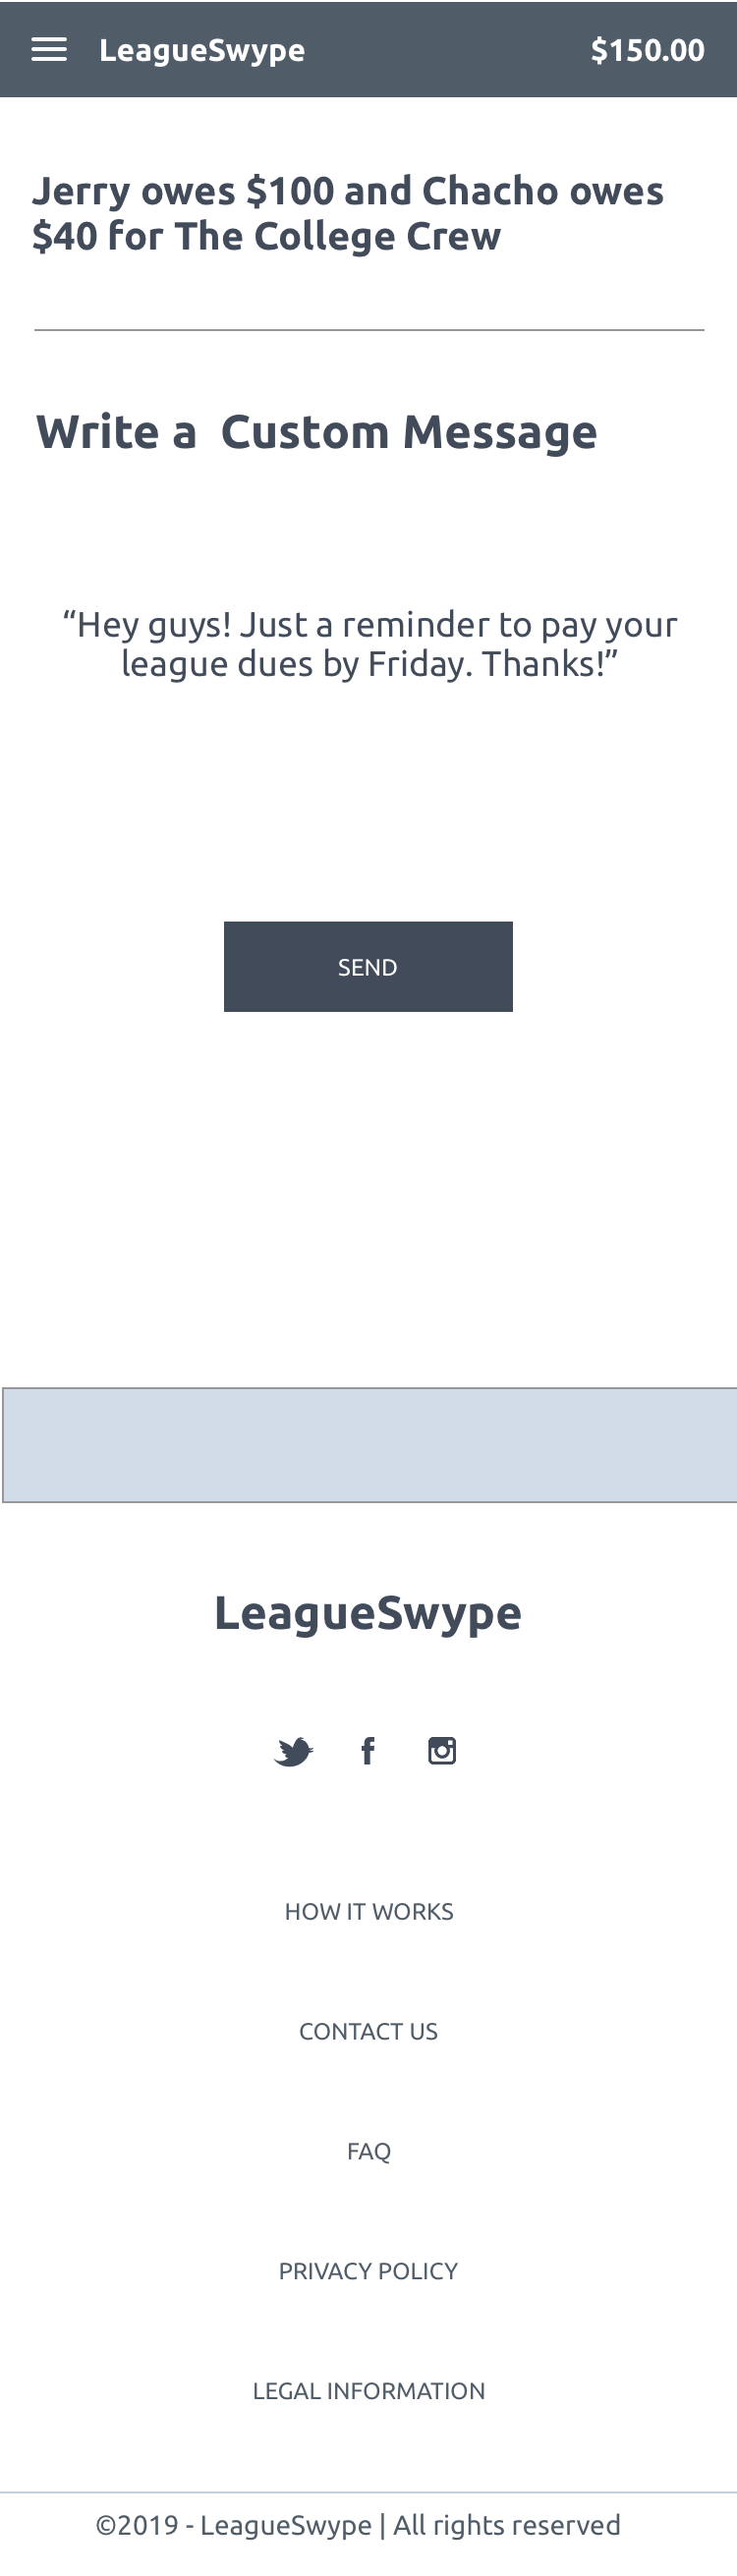 LeagueSwype $150.00
Jerry owes $100 and Chacho owes
$40 for The College Crew
Write a  Custom Message
“Hey guys! Just a reminder to pay your
league dues by Friday. Thanks!”
SEND
LeagueSwype
HOW IT WORKS
CONTACT US
FAQ
PRIVACY POLICY
LEGAL INFORMATION
©2019 - LeagueSwype | All rights reserved